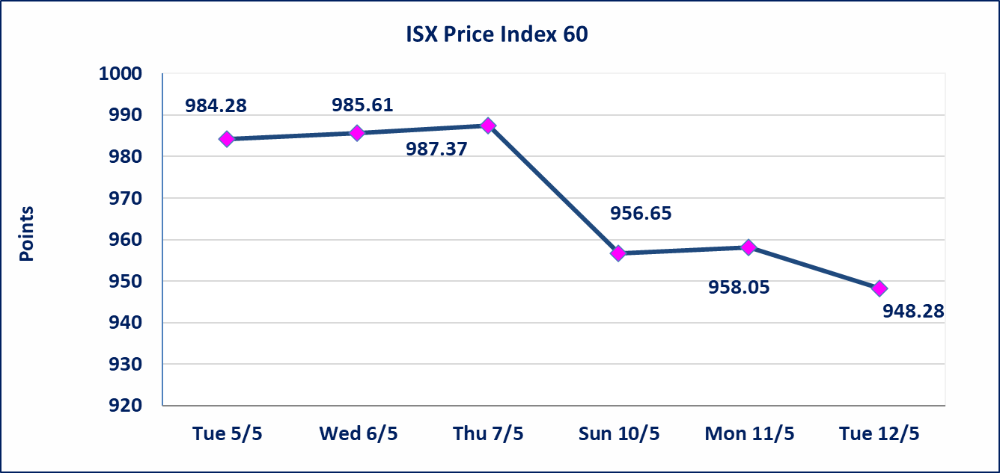 ISX Price Index 60
Points
1000
990
980
970
960
950
940
930
920
984.28
985.61
987.37
956.65
958.05
948.28
Tue 5/5
Wed 6/5
Thu 7/5
Sun 10/5
Mon 11/5
Tue 12/5